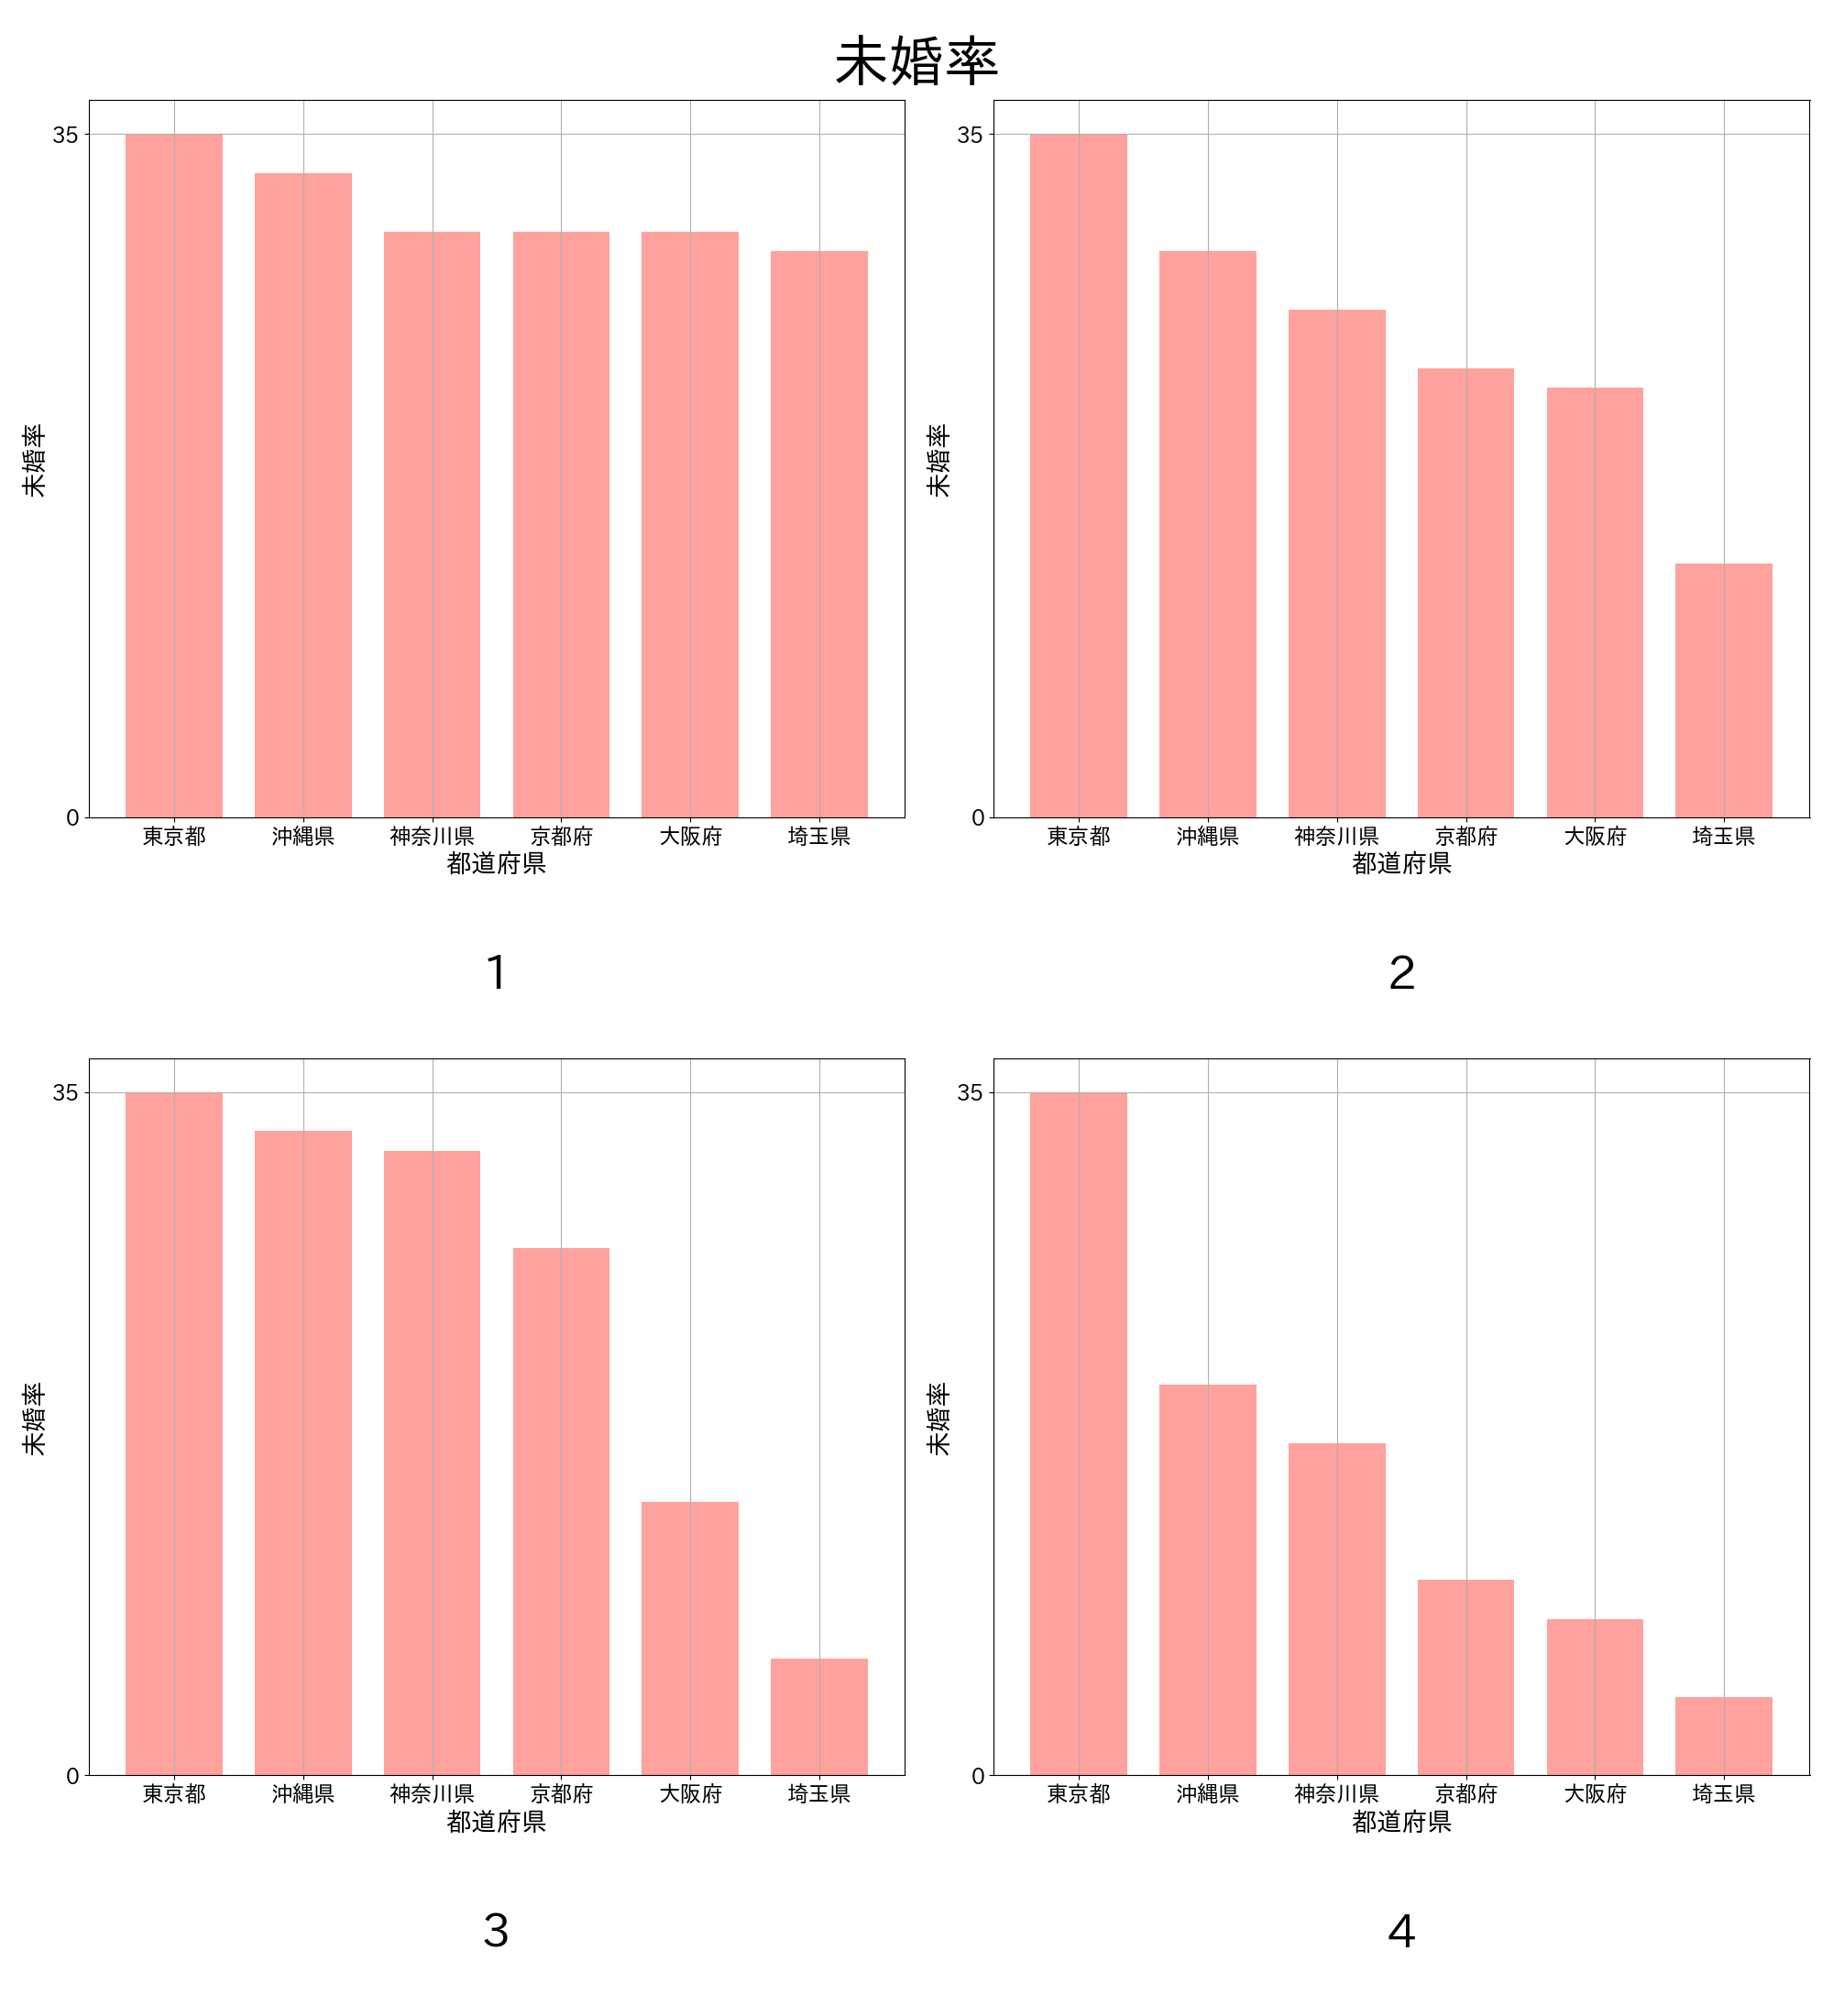 未婚率
35
0
未婚率
東京都 沖縄県 神奈川県 京都府 大阪府 埼玉県
都道府県
1
35
0
未婚率
東京都 沖縄県 神奈川県 京都府 大阪府 埼玉県
都道府県
2
35
0
未婚率
東京都 沖縄県 神奈川県 京都府 大阪府 埼玉県
都道府県
3
35
0
未婚率
東京都 沖縄県 神奈川県 京都府 大阪府 埼玉県
都道府県
4